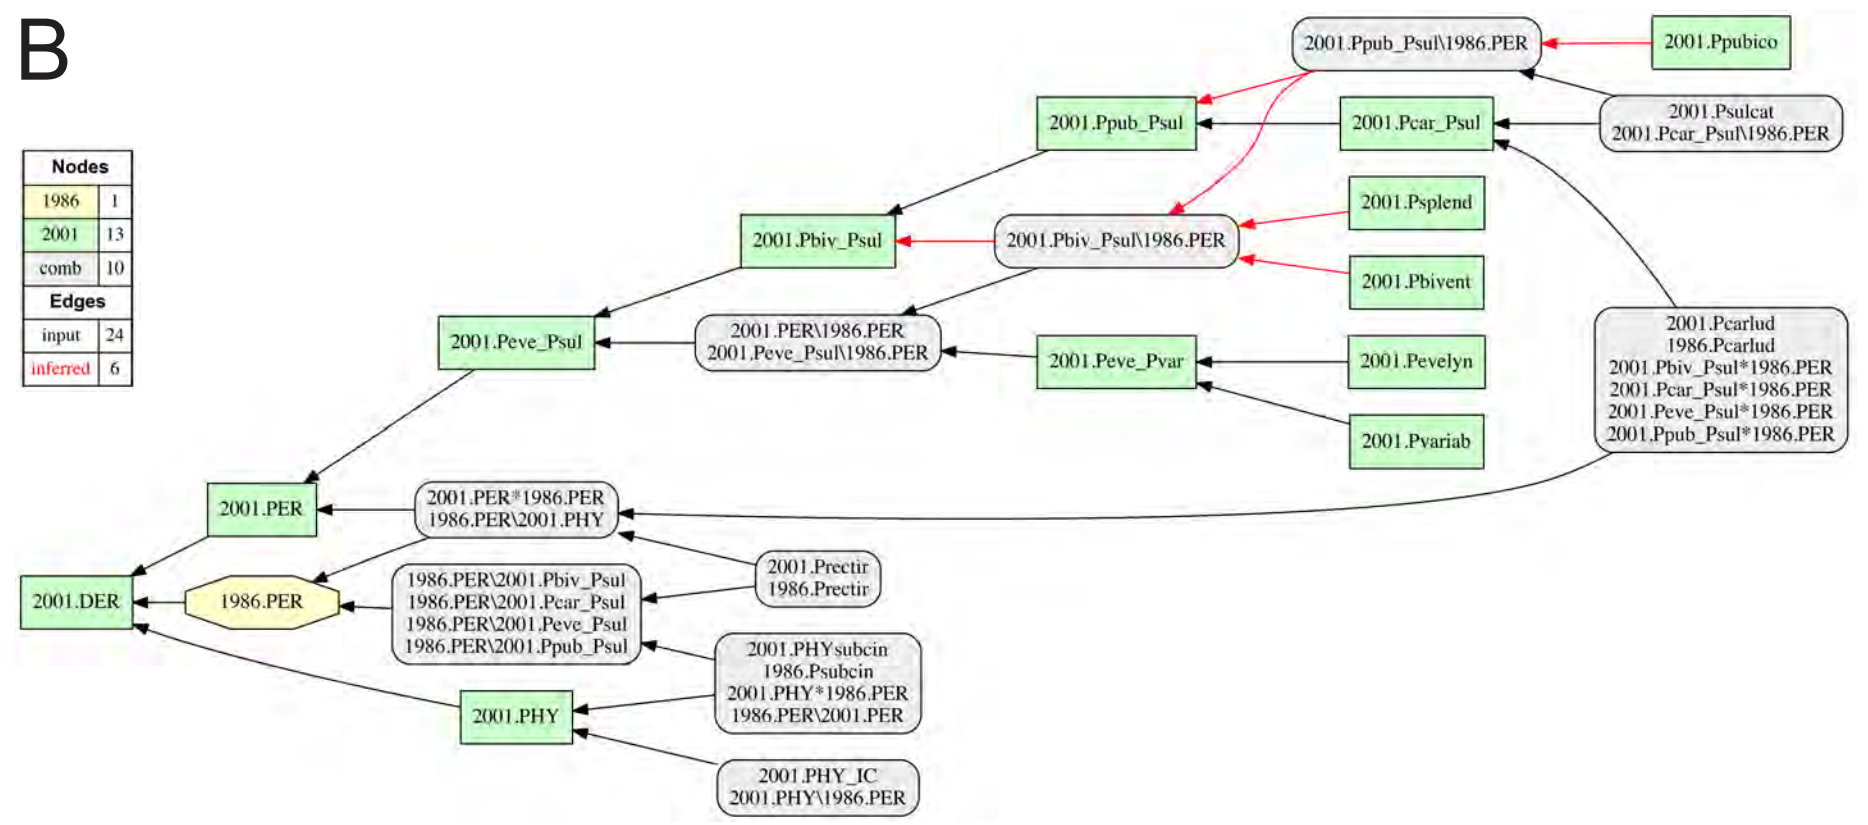 B
Nodes
1986 1
2001 13
comb 10
Edges
input 24
inferred 6
2001.Ppub_Psul\1986.PER
2001.Ppubico
2001.Ppub_Psul
2001.Pcar_Psul
2001.Psulcat
2001.Pcar_Psul\1986.PER
2001.Psplend
2001.Pbiv_Psul
2001.Pbiv_Psul\1986.PER
2001.Pbivent
2001.Peve_Psul
2001.PER\1986.PER
2001.Peve_Psul\1986.PER
2001.Peve_Pvar
2001.Pevelyn
2001.Pvariab
2001.Pcarlud
1986.Pcarlud
2001.Pbiv_Psul*1986.PER
2001.Pcar_Psul*1986.PER
2001.Peve_Psul*1986.PER
2001.Ppub_Psul*1986.PER
2001.PER
2001.PER*1986.PER
1986.PER\2001.PHY
2001.DER
1986.PER
1986.PER\2001.Pbiv_Psul
1986.PER\2001.Pcar_Psul
1986.PER\2001.Peve_Psul
1986.PER\2001.Ppub_Psul
2001.Prectir
1986.Prectir
2001.PHYsubcin
1986.Psubcin
2001.PHY*1986.PER
1986.PER\2001.PER
2001.PHY
2001.PHY_IC
2001.PHY\1986.PER